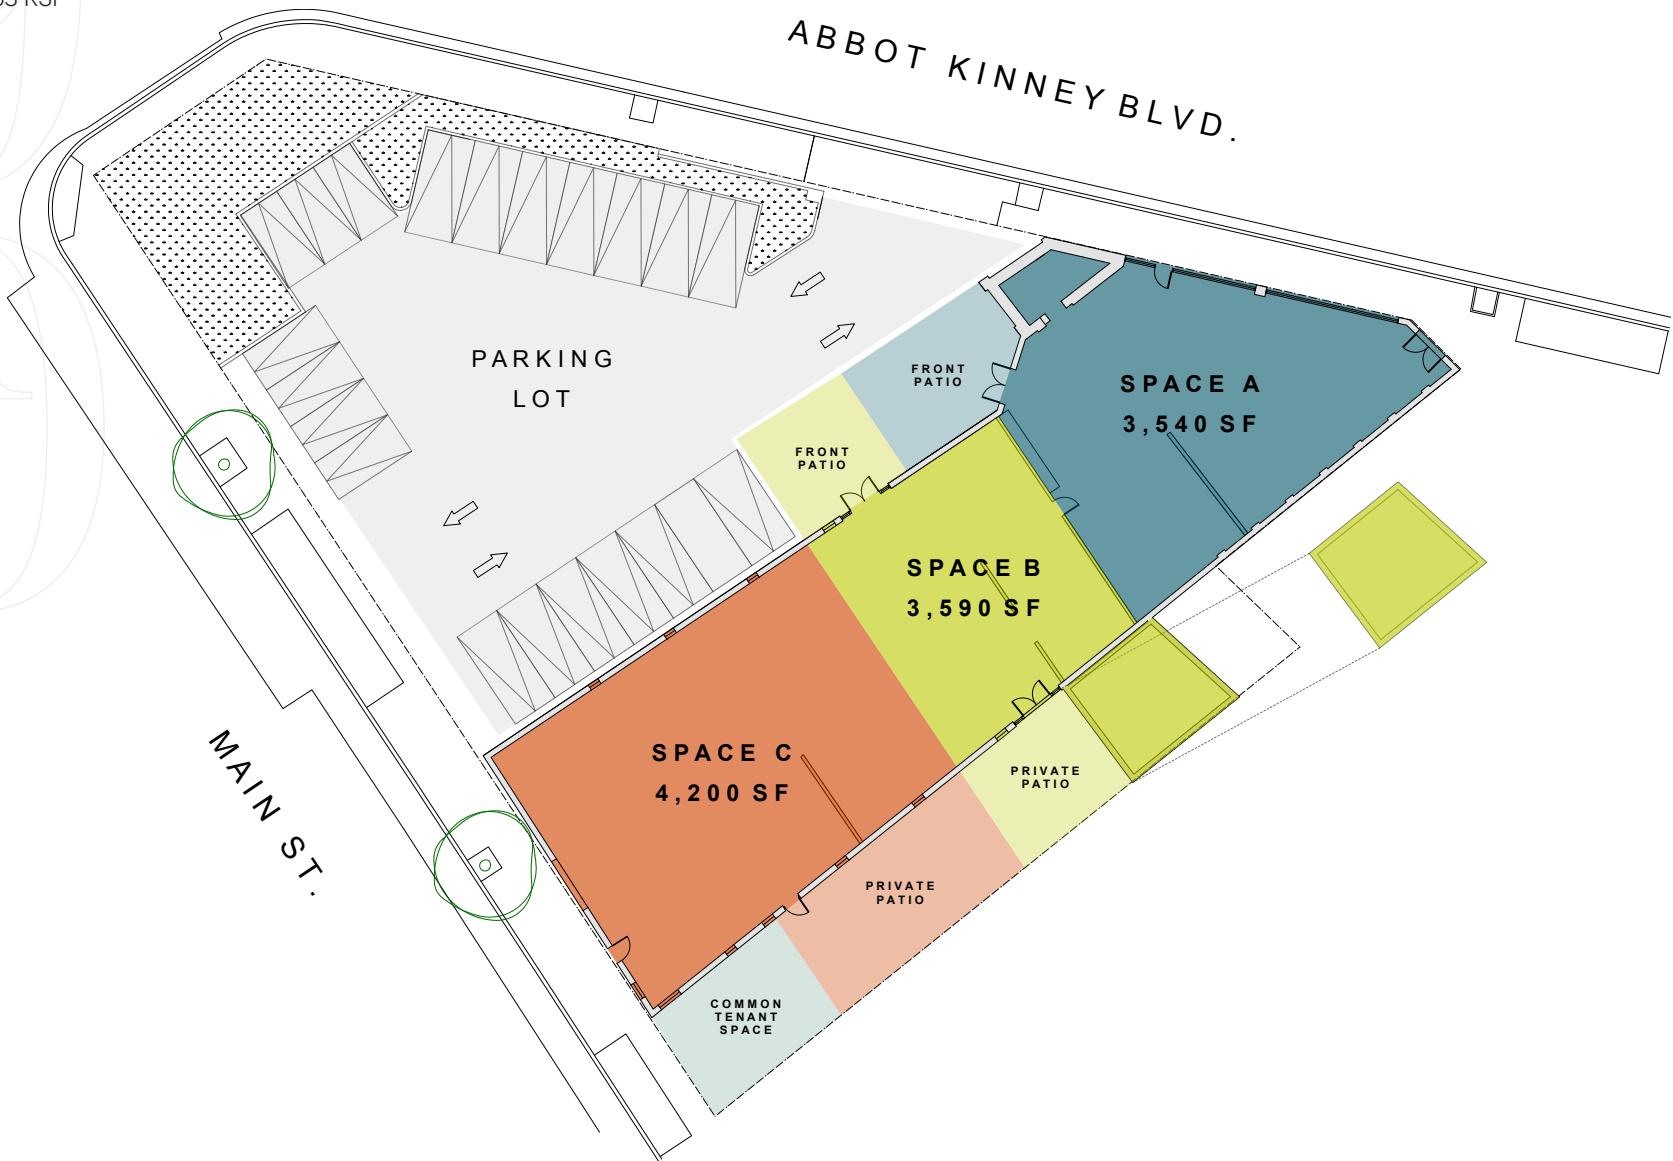 ABBOT KINNEY BLVD.
PARKING
LOT
FRONT
PATIO
SPACE A
3,540 SF
FRONT
PATIO
SPACE B
3,590 SF
SPACE C
4,200 SF
PRIVATE
PATIO
MAIN ST.
PRIVATE
PATIO
COMMON
TENANT
SPACE